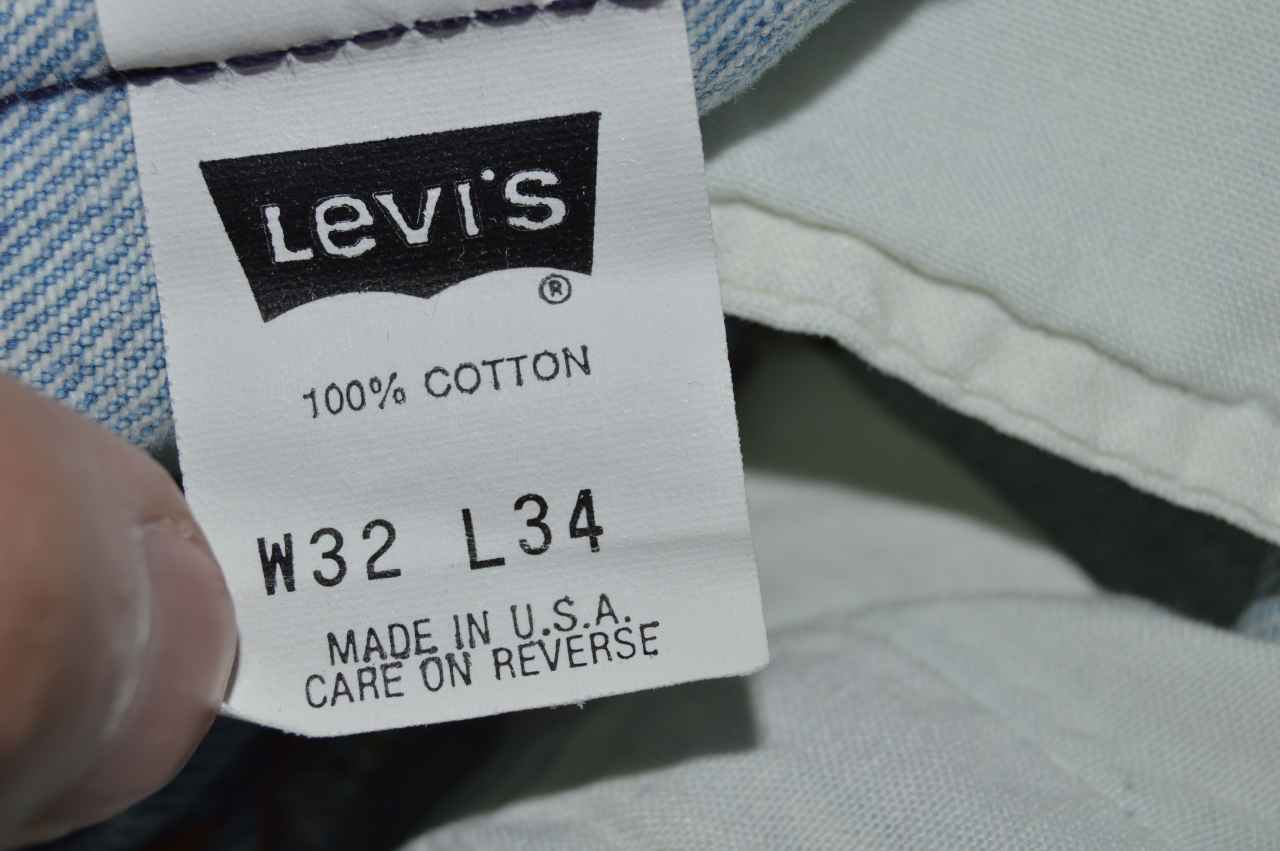 Levi's
®
100% COTTON
W32 L34
MADE IN U.S.A.
CARE ON REVERSE